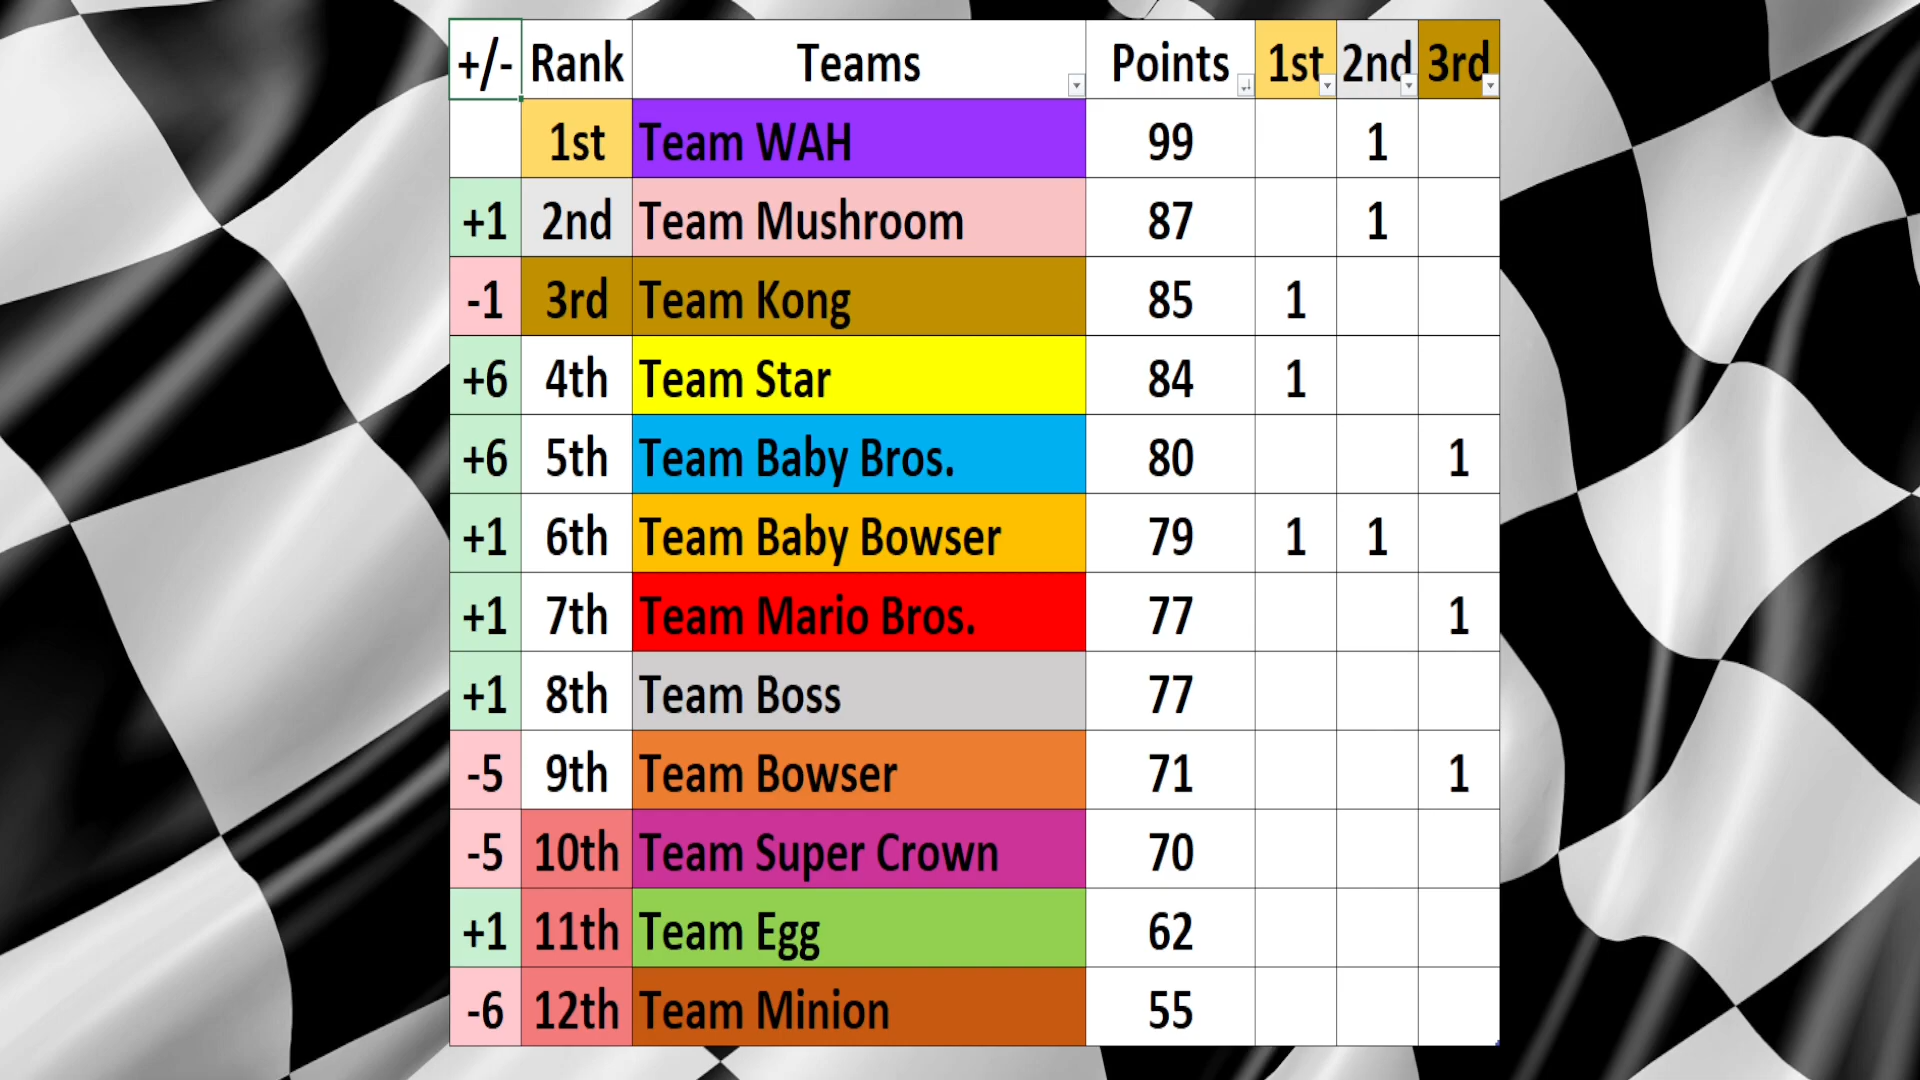 +/- Rank Teams Points 1st 2nd 3rd
1st Team WAH 99 1
+1 2nd Team Mushroom 87 1
-1 3rd Team Kong 85 1
+6 4th Team Star 84 1
+6 5th Team Baby Bros. 80 1
+1 6th Team Baby Bowser 79 1 1
+1 7th Team Mario Bros. 77 1
+1 8th Team Boss 77
-5 9th Team Bowser 71 1
-5 10th Team Super Crown 70
+1 11th Team Egg 62
-6 12th Team Minion 55